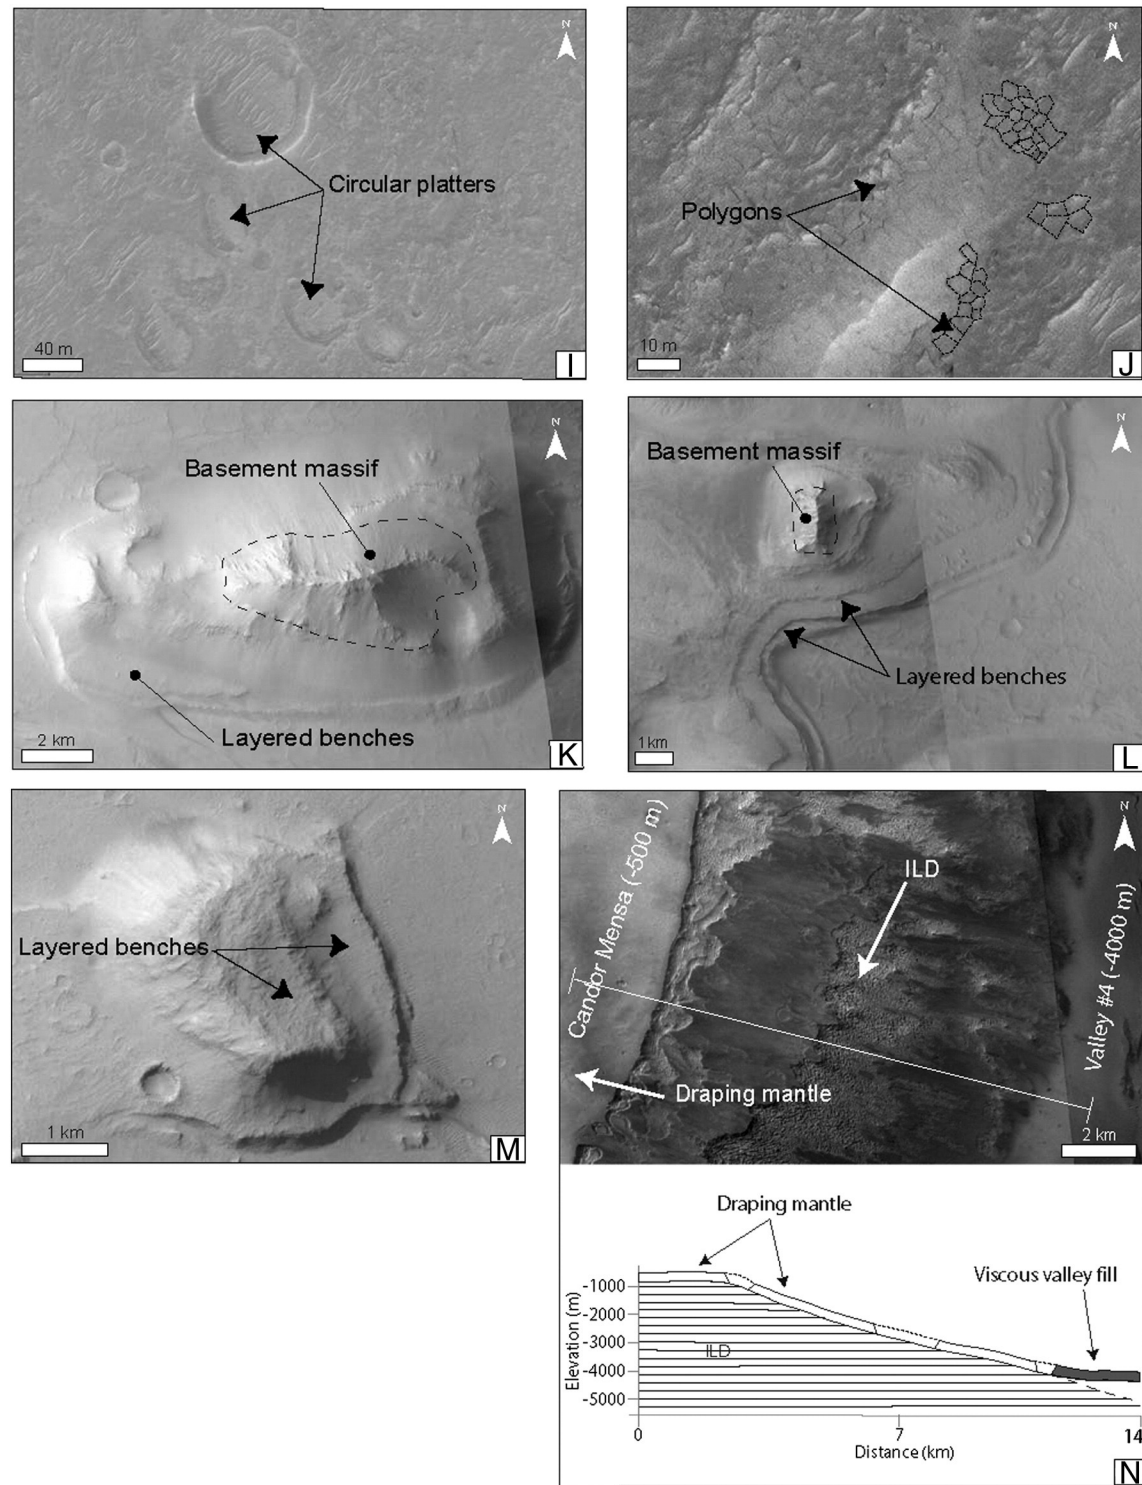 N
Circular platters
40 m
I
N
Polygons
10 m
J
N
Basement massif
Layered benches
2 km
K
N
Basement massif
Layered benches
1 km
L
N
Layered benches
1 km
M
N
Candor Mensa (-500 m)
ILD
Valley #4 (-4000 m)
Draping mantle
2 km
Draping mantle
Viscous valley fill
Elevation (m)
-1000
-2000
-3000
ILD
-4000
-5000
0
7
14
Distance (km)
N